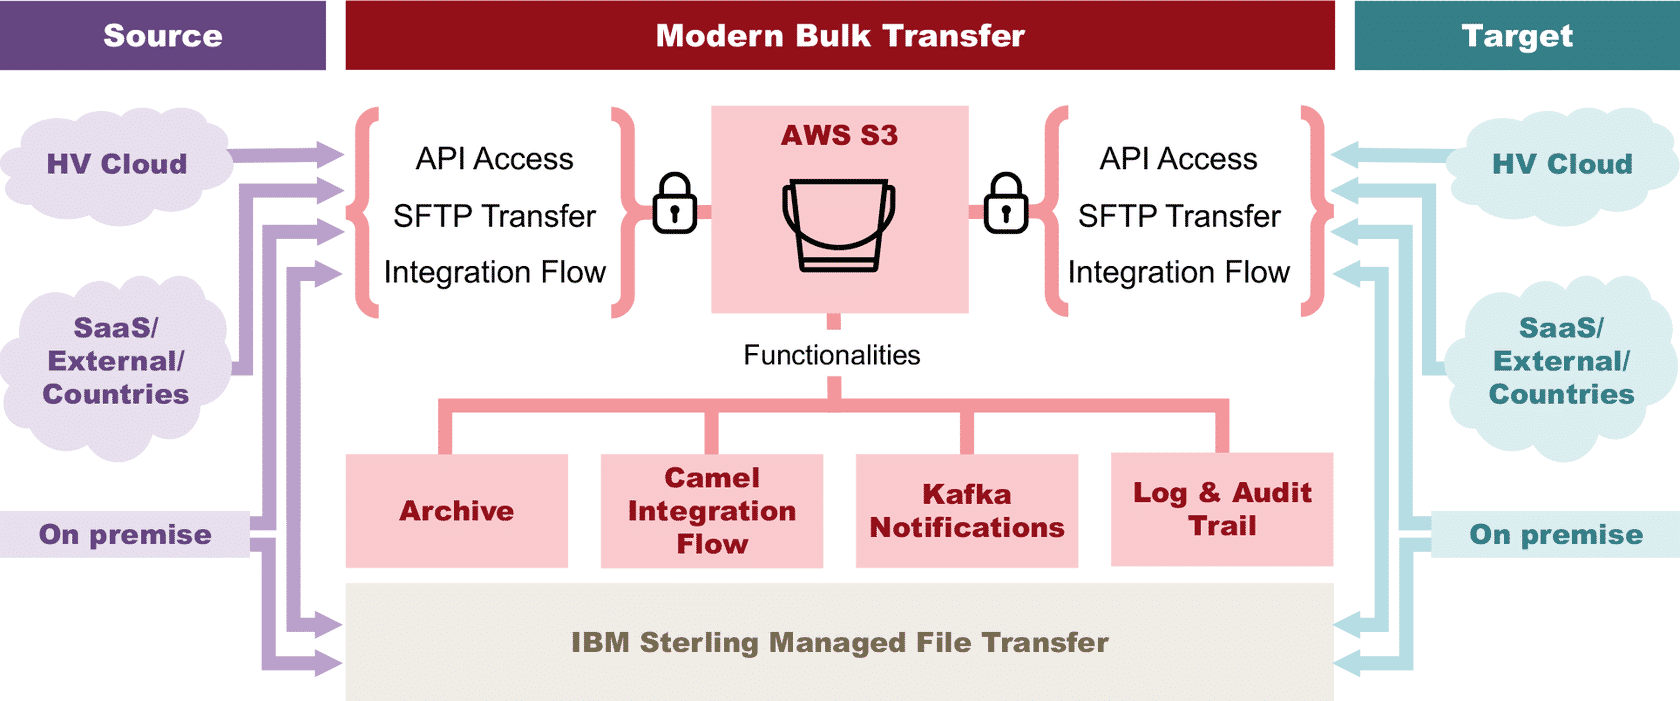 Source
Modern Bulk Transfer
Target
HV Cloud
SaaS/
External/
Countries
On premise
API Access
SFTP Transfer
Integration Flow
AWS S3
API Access
SFTP Transfer
Integration Flow
HV Cloud
SaaS/
External/
Countries
On premise
Functionalities
Archive
Camel
Integration
Flow
Kafka
Notifications
Log & Audit
Trail
IBM Sterling Managed File Transfer